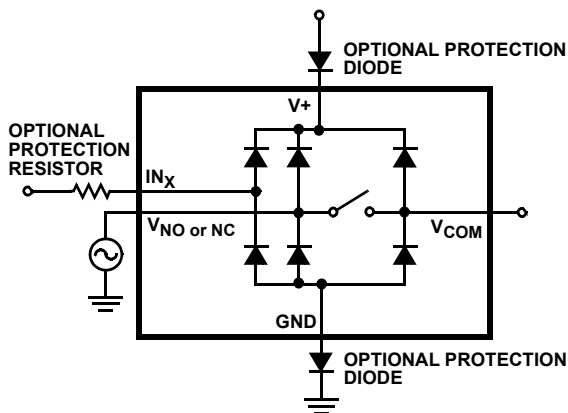 OPTIONAL PROTECTION
DIODE
V+
OPTIONAL
PROTECTION
RESISTOR
INX
VNO or NC
VCOM
GND
OPTIONAL PROTECTION
DIODE